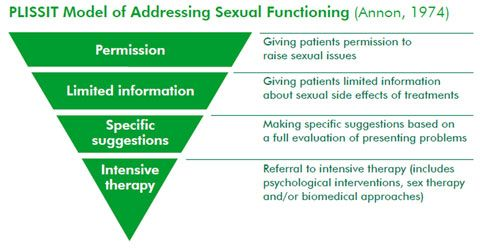 PLISSIT Model of Addressing Sexual Functioning (Annon, 1974)
Permission
Giving patients permission to
raise sexual issues
Limited information
Giving patients limited information
about sexual side effects of treatments
Specific
suggestions
Making specific suggestions based on
a full evaluation of presenting problems
Intensive
therapy
Referral to intensive therapy (includes
psychological interventions, sex therapy
and/or biomedical approaches)